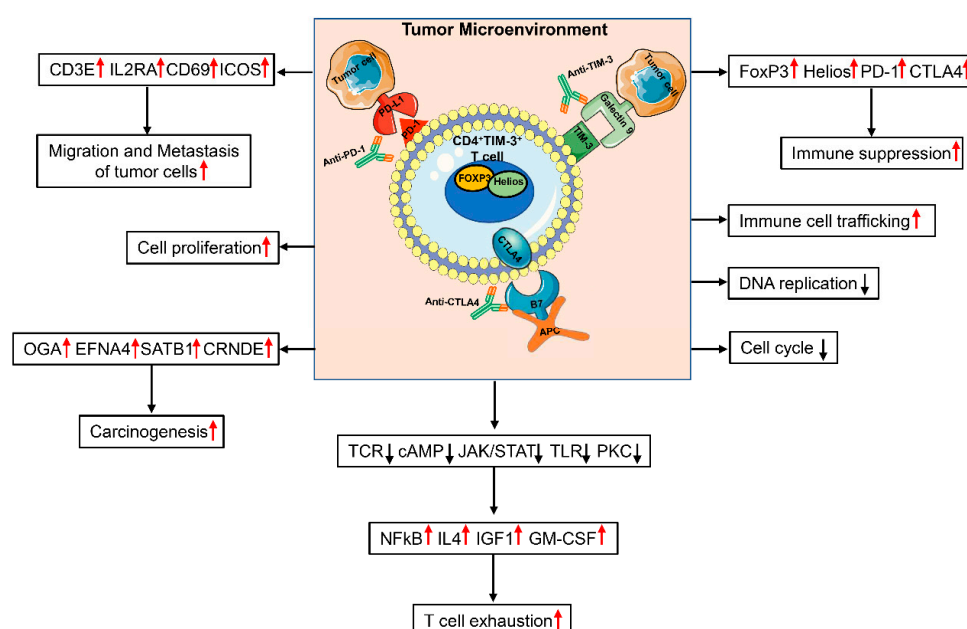 Tumor Microenvironment
CD3E IL2RA CD69 ICOS
Migration and Metastasis
of tumor cells
Cell proliferation
OGA EFNA4 SATB1 CRNDE
Carcinogenesis
Tumor cell
PD-L1
PD-1
Anti-PD-1
Anti-TIM-3
Tumor cell
Galectin 9
TIM-3
CD4⁺TIM-3⁺
T cell
FOXP3
Helios
CTLA4
Anti-CTLA4
B7
APC
FoxP3 Helios PD-1 CTLA4
Immune suppression
Immune cell trafficking
DNA replication
Cell cycle
TCR cAMP JAK/STAT TLR PKC
NFkB IL4 IGF1 GM-CSF
T cell exhaustion